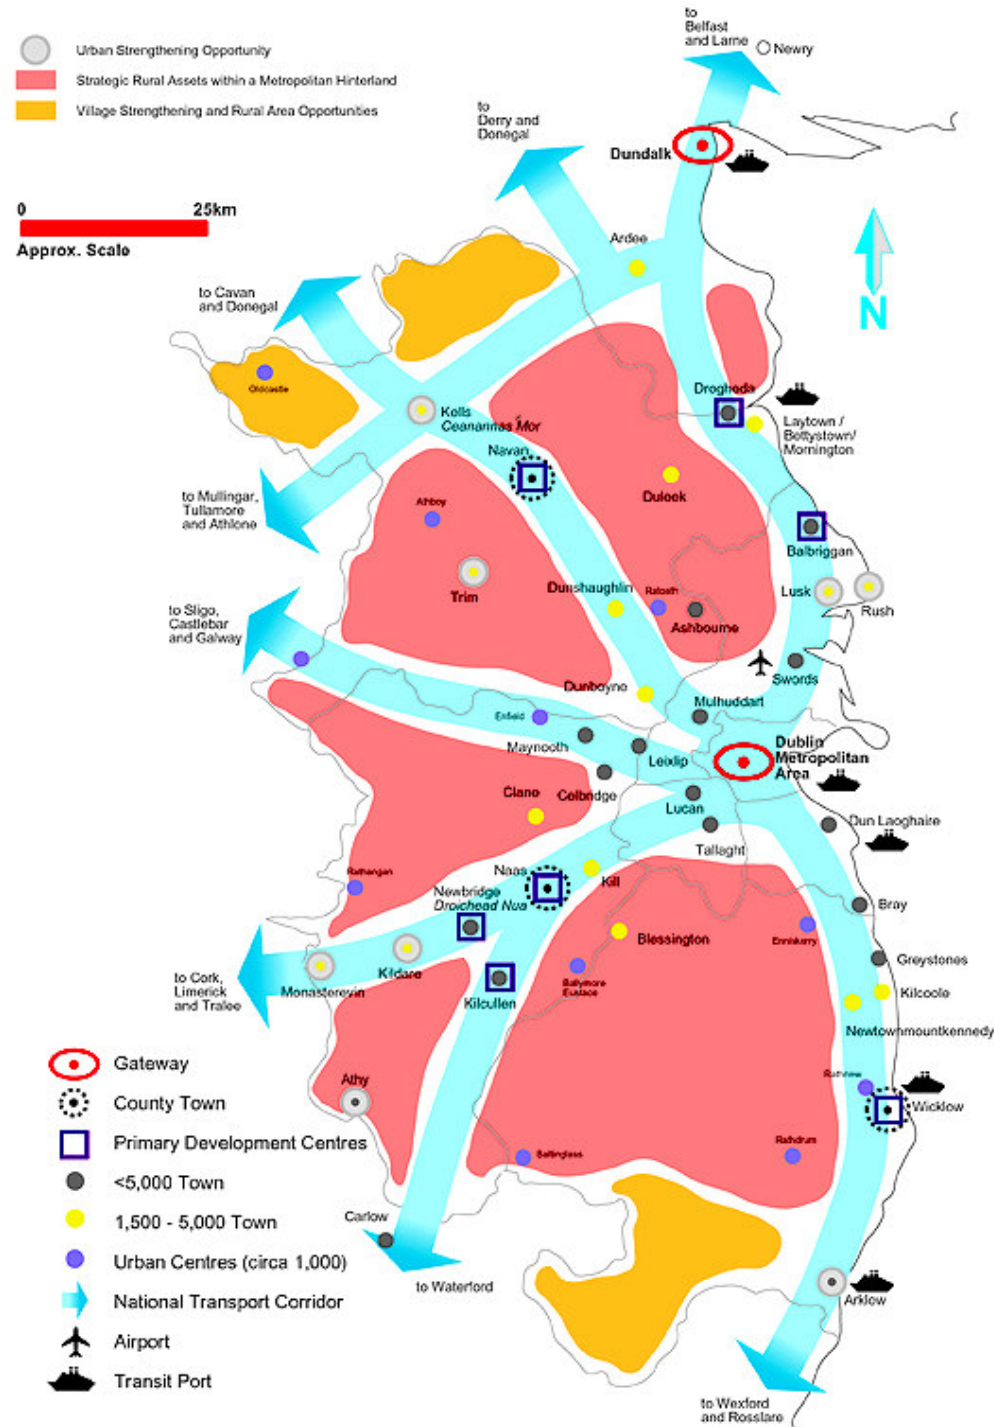 Urban Strengthening Opportunity
Strategic Rural Assets within a Metropolitan Hinterland
Village Strengthening and Rural Area Opportunities
0 25km
Approx. Scale
to
Belfast
and Larne
Newry
to
Derry and
Donegal
Dundalk
Ardee
N
to Cavan
and Donegal
Oldcastle
Kells
Ceanannas Mór
Drogheda
Laytown /
Bettystown/
Mornington
Navan
Duleek
to Mullingar,
Tullamore
and Athlone
Athboy
Balbriggan
Trim
Dunshaughlin
Ratoath
Ashbourne
Lusk
Rush
to Sligo,
Castlebar
and Galway
Swords
Dunboyne
Mulhuddart
Enfield
Maynooth
Leixlip
Dublin
Metropolitan
Area
Celbridge
Clane
Lucan
Tallaght
Dun Laoghaire
Rathangan
Naas
Kill
Newbridge
Droichead Nua
Bray
Blessington
Enniskerry
Kildare
Monasterevin
Kilcullen
Ballymore
Eustace
Greystones
Kilcoole
Newtownmountkennedy
to Cork,
Limerick
and Tralee
Rathnew
Wicklow
Athy
Baltinglass
Rathdrum
Carlow
to Waterford
Arklow
to Wexford
and Rosslare
Gateway
County Town
Primary Development Centres
<5,000 Town
1,500 - 5,000 Town
Urban Centres (circa 1,000)
National Transport Corridor
Airport
Transit Port